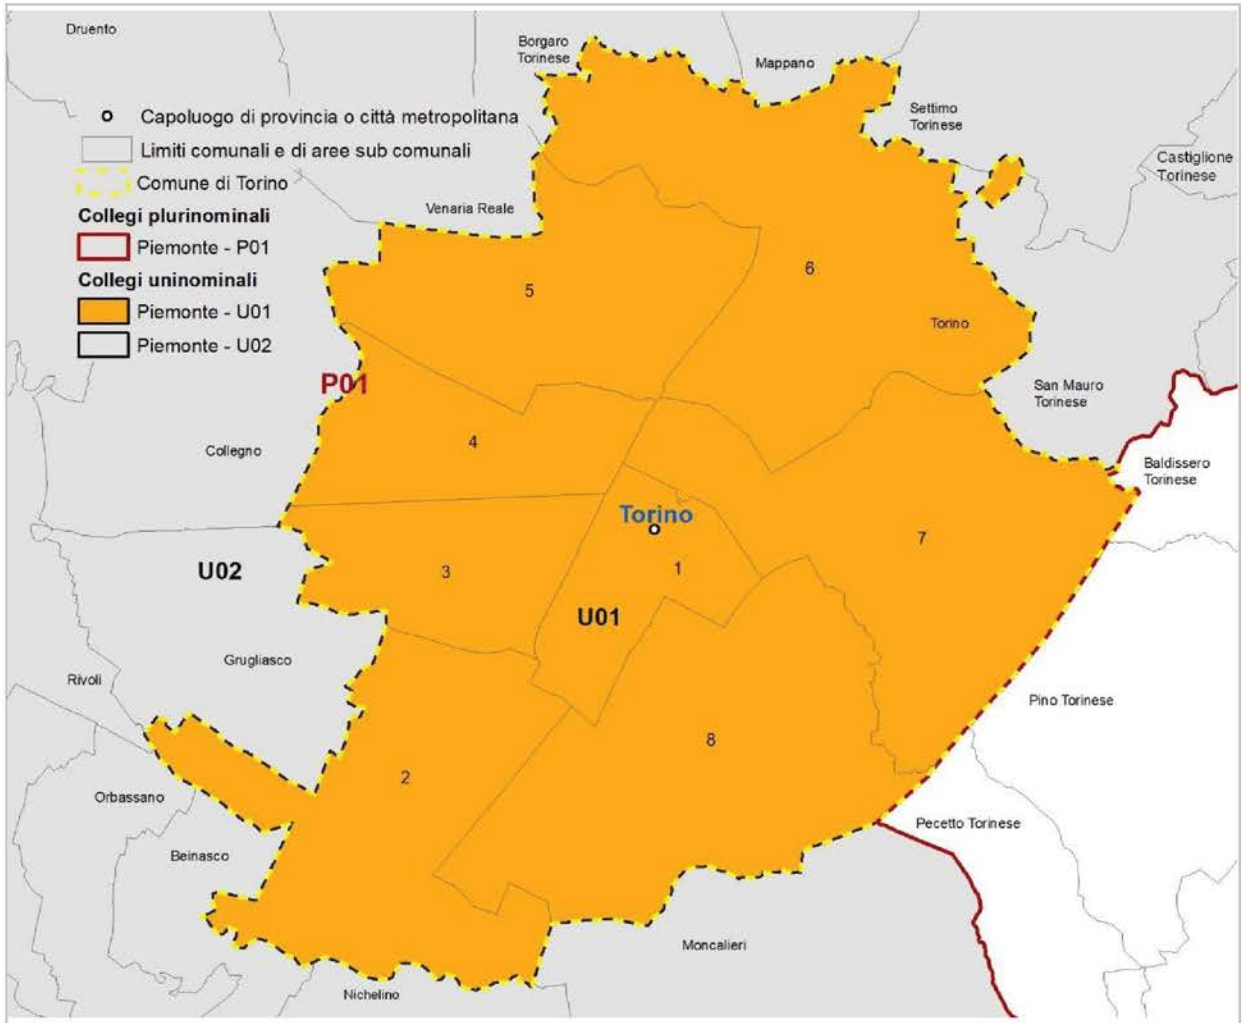 Druento
Borgaro
Torinese
Mappano
Capoluogo di provincia o città metropolitana
Limiti comunali e di aree sub comunali
Comune di Torino
Collegi plurinominali
Piemonte - P01
Collegi uninominali
Piemonte - U01
Piemonte - U02
Settimo
Torinese
Castiglione
Torinese
Venaria Reale
5
6
Torino
P01
San Mauro
Torinese
Collegno
4
Baldissero
Torinese
Torino
7
U02
3
1
U01
Grugliasco
Rivoli
Pino Torinese
8
2
Orbassano
Pecetto Torinese
Beinasco
Moncalieri
Nichelino